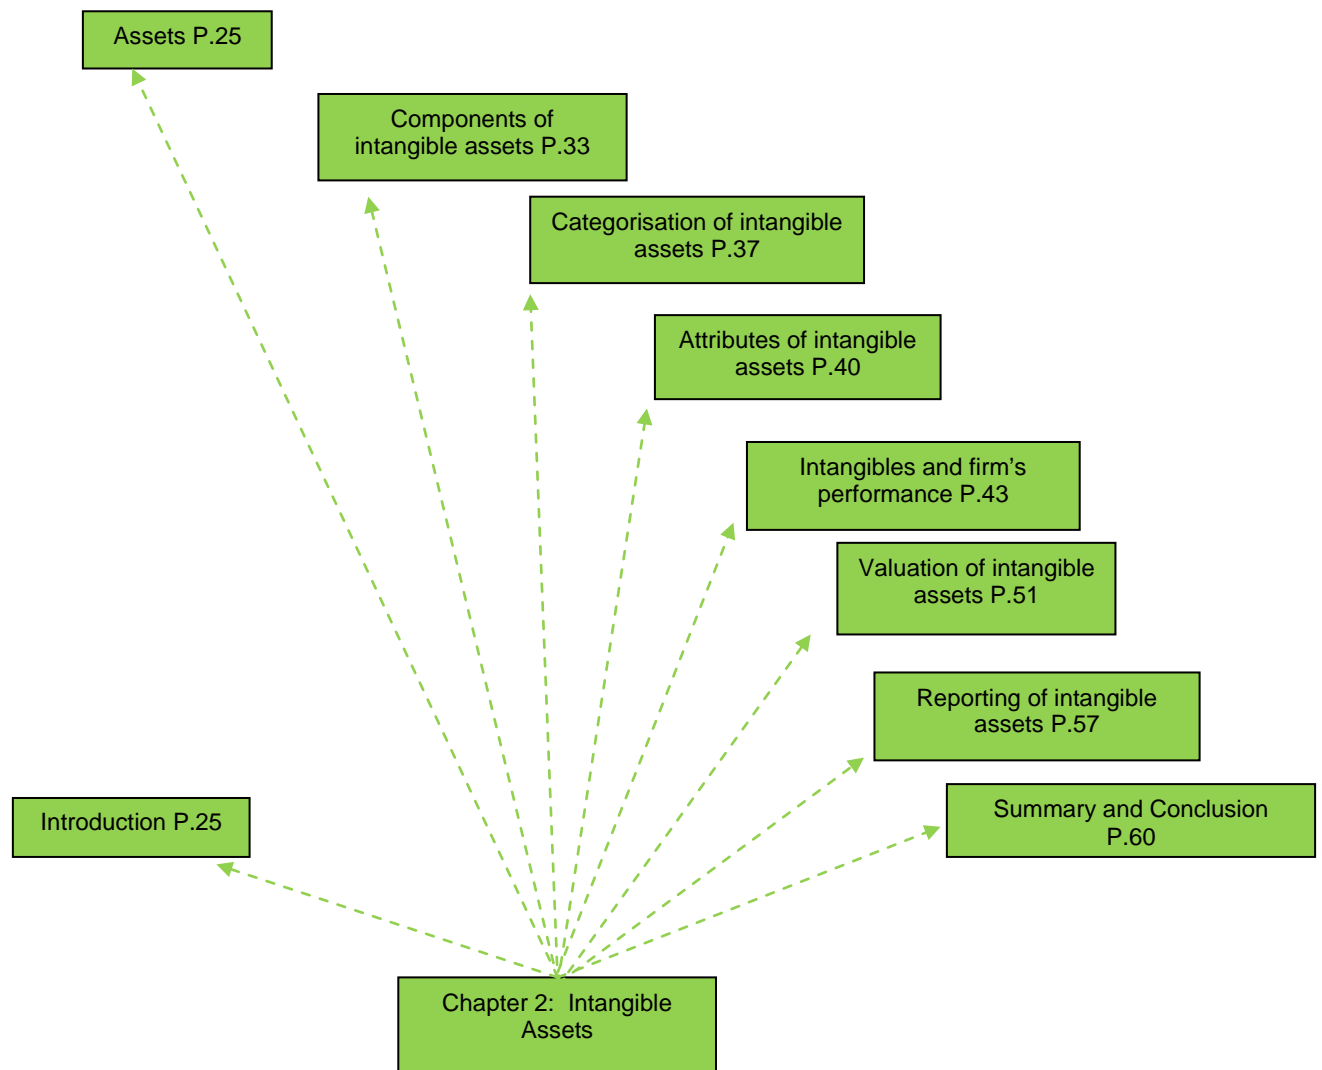 Assets P.25
Components of
intangible assets P.33
Categorisation of intangible
assets P.37
Attributes of intangible
assets P.40
Intangibles and firm's
performance P.43
Valuation of intangible
assets P.51
Reporting of intangible
assets P.57
Introduction P.25
Summary and Conclusion
P.60
Chapter 2:  Intangible
Assets